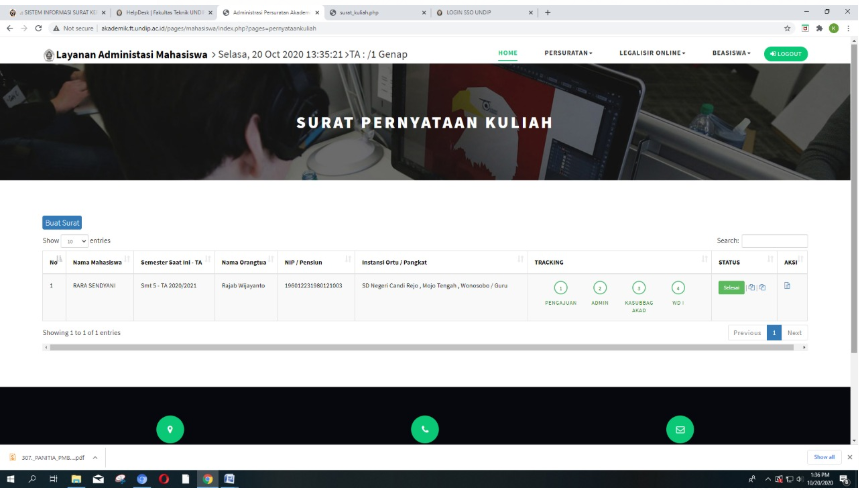 SISTEM INFORMASI SURAT KE
HelpDesk | Fakultas Teknik UNDI
Administrasi Persuratan Akadem
surat_kuliah.php
LOGIN SSO UNDIP
Not secure | akademik.ft.undip.ac.id/pages/mahasiswa/index.php?pages=pernyataankuliah
Layanan Administasi Mahasiswa > Selasa, 20 Oct 2020 13:35:21 >TA : /1 Genap
HOME PERSURATAN LEGALISIR ONLINE BEASISWA LOGOUT
SURAT PERNYATAAN KULIAH
Buat Surat
Show 10 entries
Search:
No Nama Mahasiswa Semester Saat Ini - TA Nama Orangtua NIP / Pensiun Instansi Ortu / Pangkat TRACKING STATUS AKSI
1 RARA SENDYANI Smt 5 - TA 2020/2021 Rajab Wijayanto 196012231980121003 SD Negeri Candi Rejo , Mojo Tengah , Wonosobo / Guru 1 2 3 4 Selesai
PENGAJUAN ADMIN KASUBBAG AKAD WD I
Showing 1 to 1 of 1 entries
Previous 1 Next
307._PANITIA_PMB....pdf
Show all
1:36 PM
10/20/2020